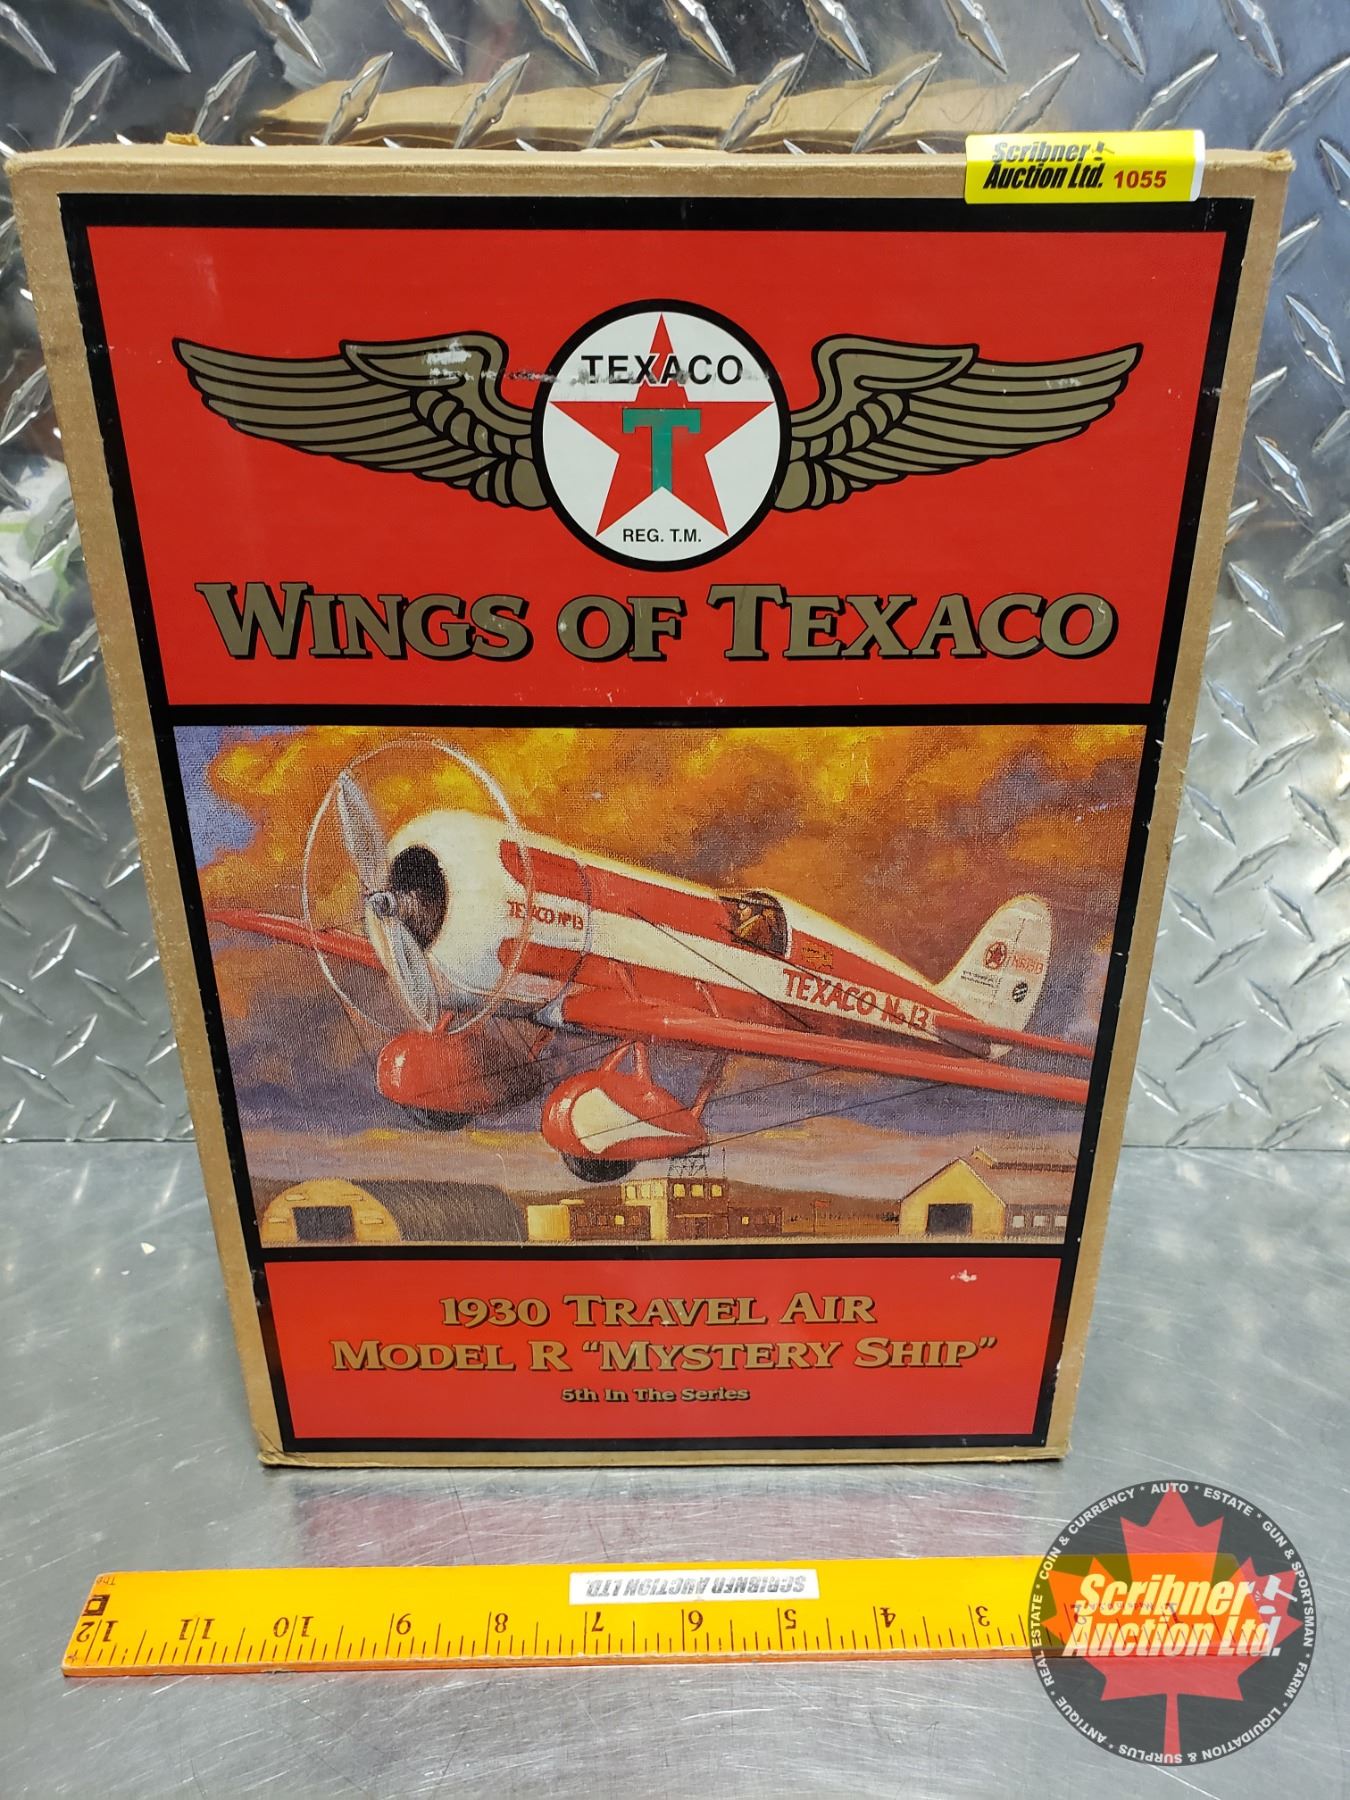 Scribner
Auction Ltd. 1055
TEXACO
T
REG. T.M.
WINGS OF TEXACO
TEXACO No 13
TEXACO No 13
1930 TRAVEL AIR
MODEL R "MYSTERY SHIP"
5th In The Series
SCRIBNER AUCTION LTD.
12 11 10 9 8 7 6 5 4 3
COIN & CURRENCY * AUTO * ESTATE * GUN & SPORTSMAN * FARM * LIQUIDATION & SURPLUS * ANTIQUE * REAL ESTATE *
Scribner
Auction Ltd.